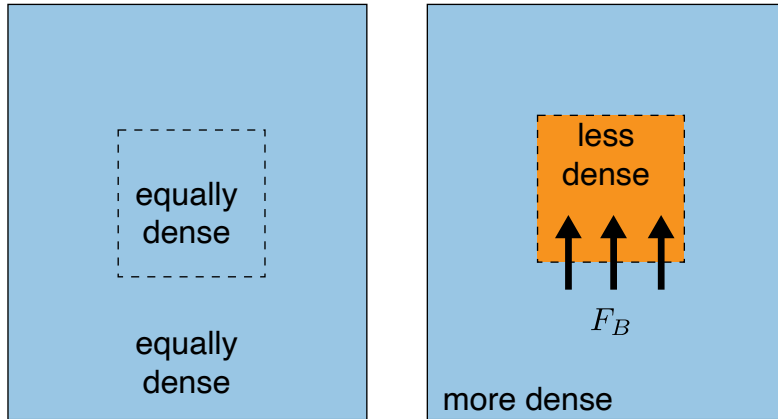 equally
dense
equally
dense
less
dense
F_B
more dense